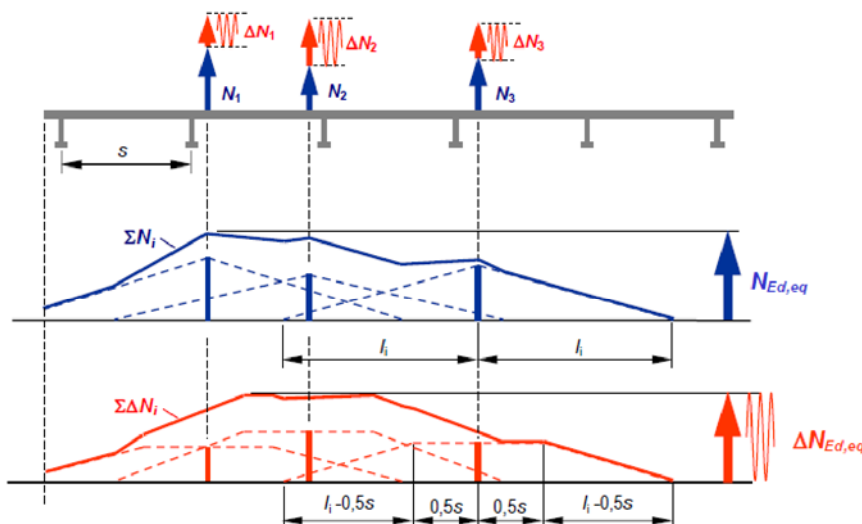 ΔN1 ΔN2 ΔN3
N1 N2 N3
s
ΣNi
NEd,eq
li li
ΣΔNi
ΔNEd,eq
li -0,5s 0,5s 0,5s li -0,5s